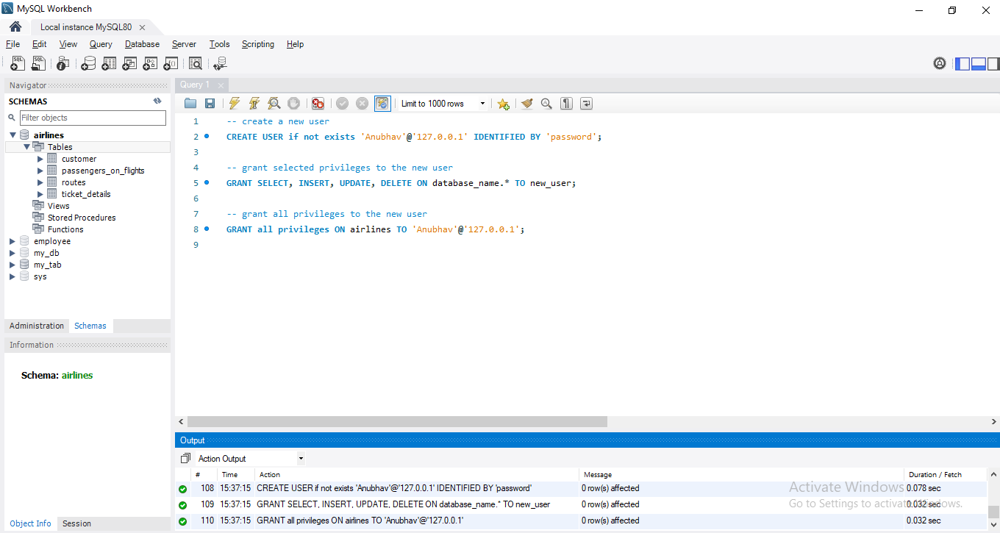 MySQL Workbench
Local instance MySQL80
File Edit View Query Database Server Tools Scripting Help
Navigator
SCHEMAS
Filter objects
airlines
Tables
customer
passengers_on_flights
routes
ticket_details
Views
Stored Procedures
Functions
employee
my_db
my_tab
sys
Administration Schemas
Information
Schema: airlines
Object Info Session
Query 1
Limit to 1000 rows
1 -- create a new user
2 CREATE USER if not exists 'Anubhav'@'127.0.0.1' IDENTIFIED BY 'password';
3
4 -- grant selected privileges to the new user
5 GRANT SELECT, INSERT, UPDATE, DELETE ON database_name.* TO new_user;
6
7 -- grant all privileges to the new user
8 GRANT all privileges ON airlines TO 'Anubhav'@'127.0.0.1';
9
Output
Action Output
# Time Action Message Duration / Fetch
108 15:37:15 CREATE USER if not exists 'Anubhav'@'127.0.0.1' IDENTIFIED BY 'password' 0 row(s) affected 0.078 sec
109 15:37:15 GRANT SELECT, INSERT, UPDATE, DELETE ON database_name.* TO new_user 0 row(s) affected 0.032 sec
110 15:37:15 GRANT all privileges ON airlines TO 'Anubhav'@'127.0.0.1' 0 row(s) affected 0.032 sec
Activate Windows
Go to Settings to activate Windows.